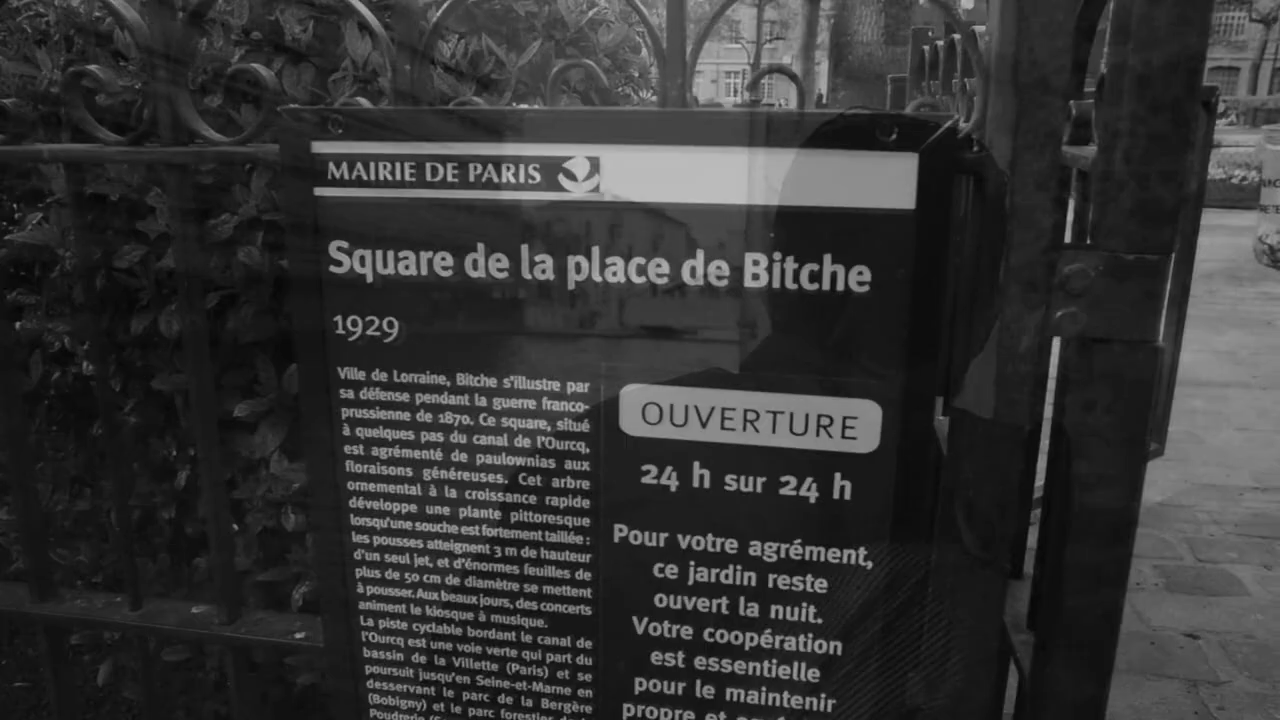 MAIRIE DE PARIS
Square de la place de Bitche
1929
Ville de Lorraine, Bitche s'illustre par
sa défense pendant la guerre franco-
prussienne de 1870. Ce square, situé
à quelques pas du canal de l'Ourcq,
est agrémenté de paulownias aux
floraisons généreuses. Cet arbre
ornemental à la croissance rapide
développe une plante pittoresque
lorsqu'une souche est fortement taillée :
les pousses atteignent 3 m de hauteur
d'un seul jet, et d'énormes feuilles de
plus de 50 cm de diamètre se mettent
à pousser. Aux beaux jours, des concerts
animent le kiosque à musique.
La piste cyclable bordant le canal de
l'Ourcq est une voie verte qui part du
bassin de la Villette (Paris) et se
poursuit jusqu'en Seine-et-Marne en
desservant le parc de la Bergère
(Bobigny) et le parc forestier
Poudrerie
OUVERTURE
24 h sur 24 h
Pour votre agrément,
ce jardin reste
ouvert la nuit.
Votre coopération
est essentielle
pour le maintenir
propre et